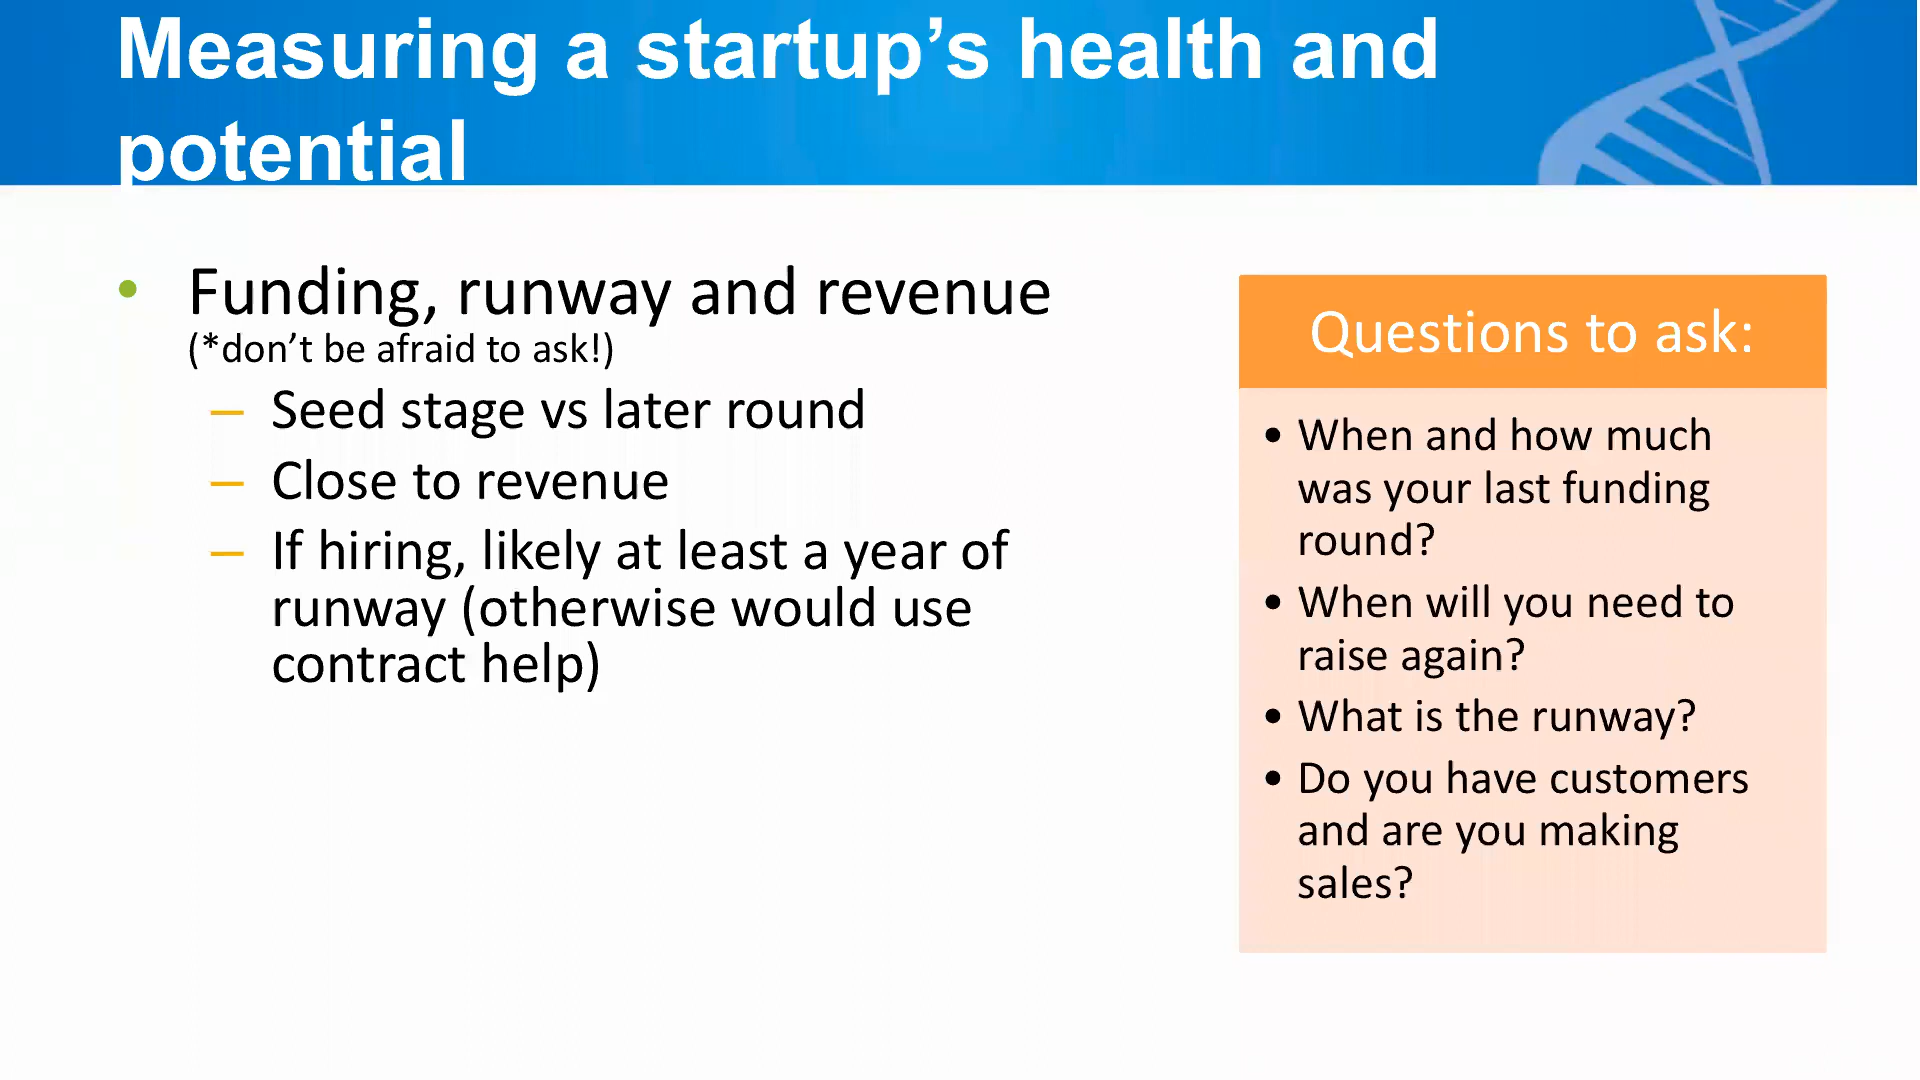 Measuring a startup’s health and
potential
• Funding, runway and revenue
(*don’t be afraid to ask!)
– Seed stage vs later round
– Close to revenue
– If hiring, likely at least a year of
runway (otherwise would use
contract help)
Questions to ask:
• When and how much
was your last funding
round?
• When will you need to
raise again?
• What is the runway?
• Do you have customers
and are you making
sales?